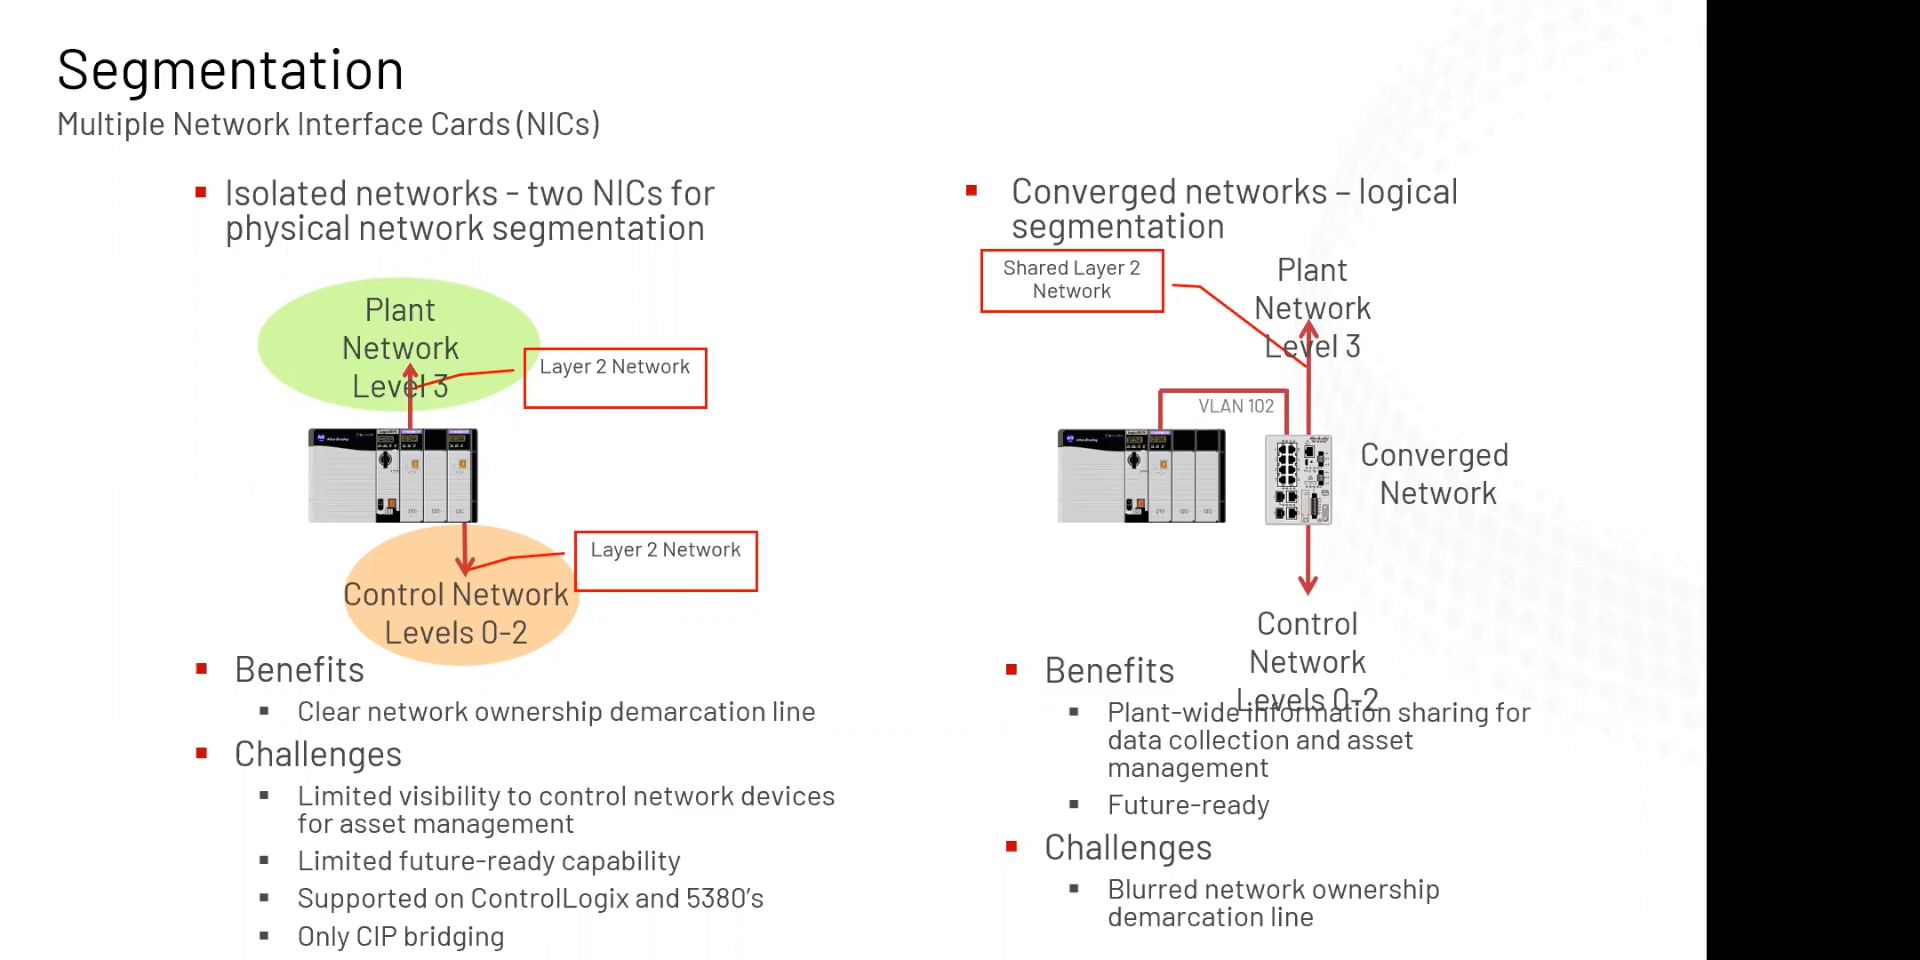 Segmentation
Multiple Network Interface Cards (NICs)
Isolated networks - two NICs for
physical network segmentation
Plant
Network
Level 3
Layer 2 Network
Layer 2 Network
Control Network
Levels 0-2
Benefits
Clear network ownership demarcation line
Challenges
Limited visibility to control network devices
for asset management
Limited future-ready capability
Supported on ControlLogix and 5380's
Only CIP bridging
Converged networks – logical
segmentation
Shared Layer 2
Network
Plant
Network
Level 3
VLAN 102
Converged
Network
Control
Network
Levels 0-2
Benefits
Plant-wide information sharing for
data collection and asset
management
Future-ready
Challenges
Blurred network ownership
demarcation line